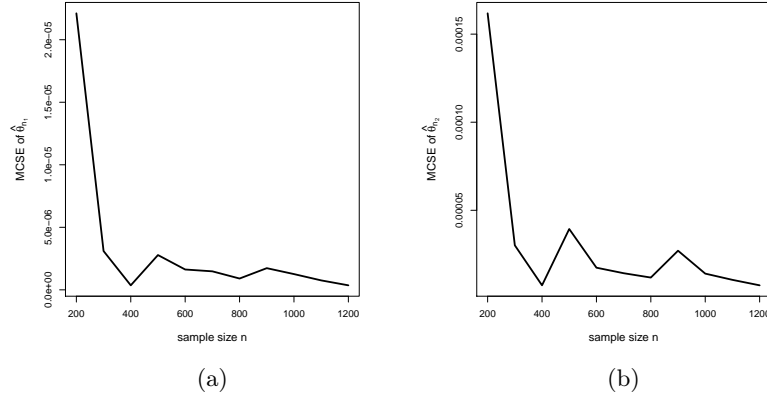 2.0e−05
1.5e−05
1.0e−05
5.0e−06
0.0e+00
MCSE of θ̂n₁
200 400 600 800 1000 1200
sample size n
(a)
0.00015
0.00010
0.00005
MCSE of θ̂n₂
200 400 600 800 1000 1200
sample size n
(b)